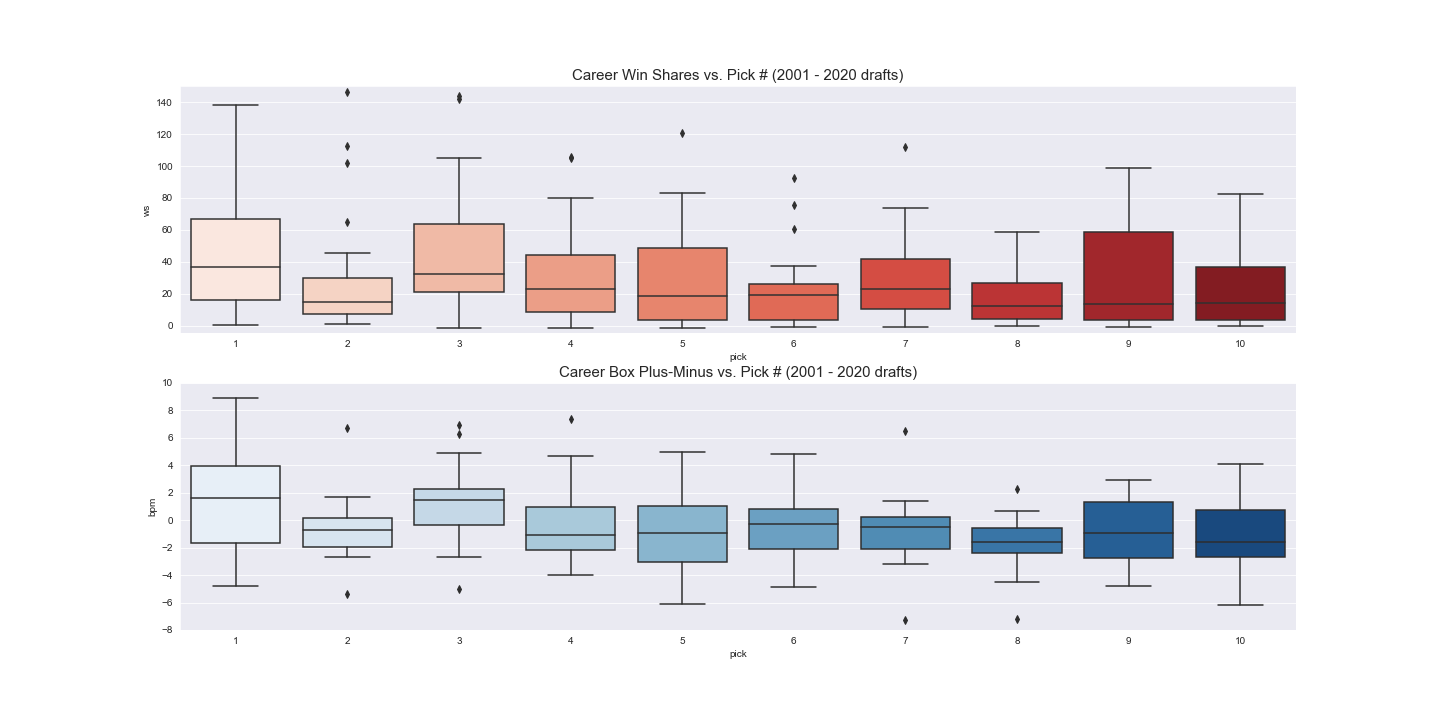 Career Win Shares vs. Pick # (2001 - 2020 drafts)
140
120
100
80
60
40
20
0
ws
1 2 3 4 5 6 7 8 9 10
pick
Career Box Plus-Minus vs. Pick # (2001 - 2020 drafts)
10
8
6
4
2
0
−2
−4
−6
−8
bpm
1 2 3 4 5 6 7 8 9 10
pick